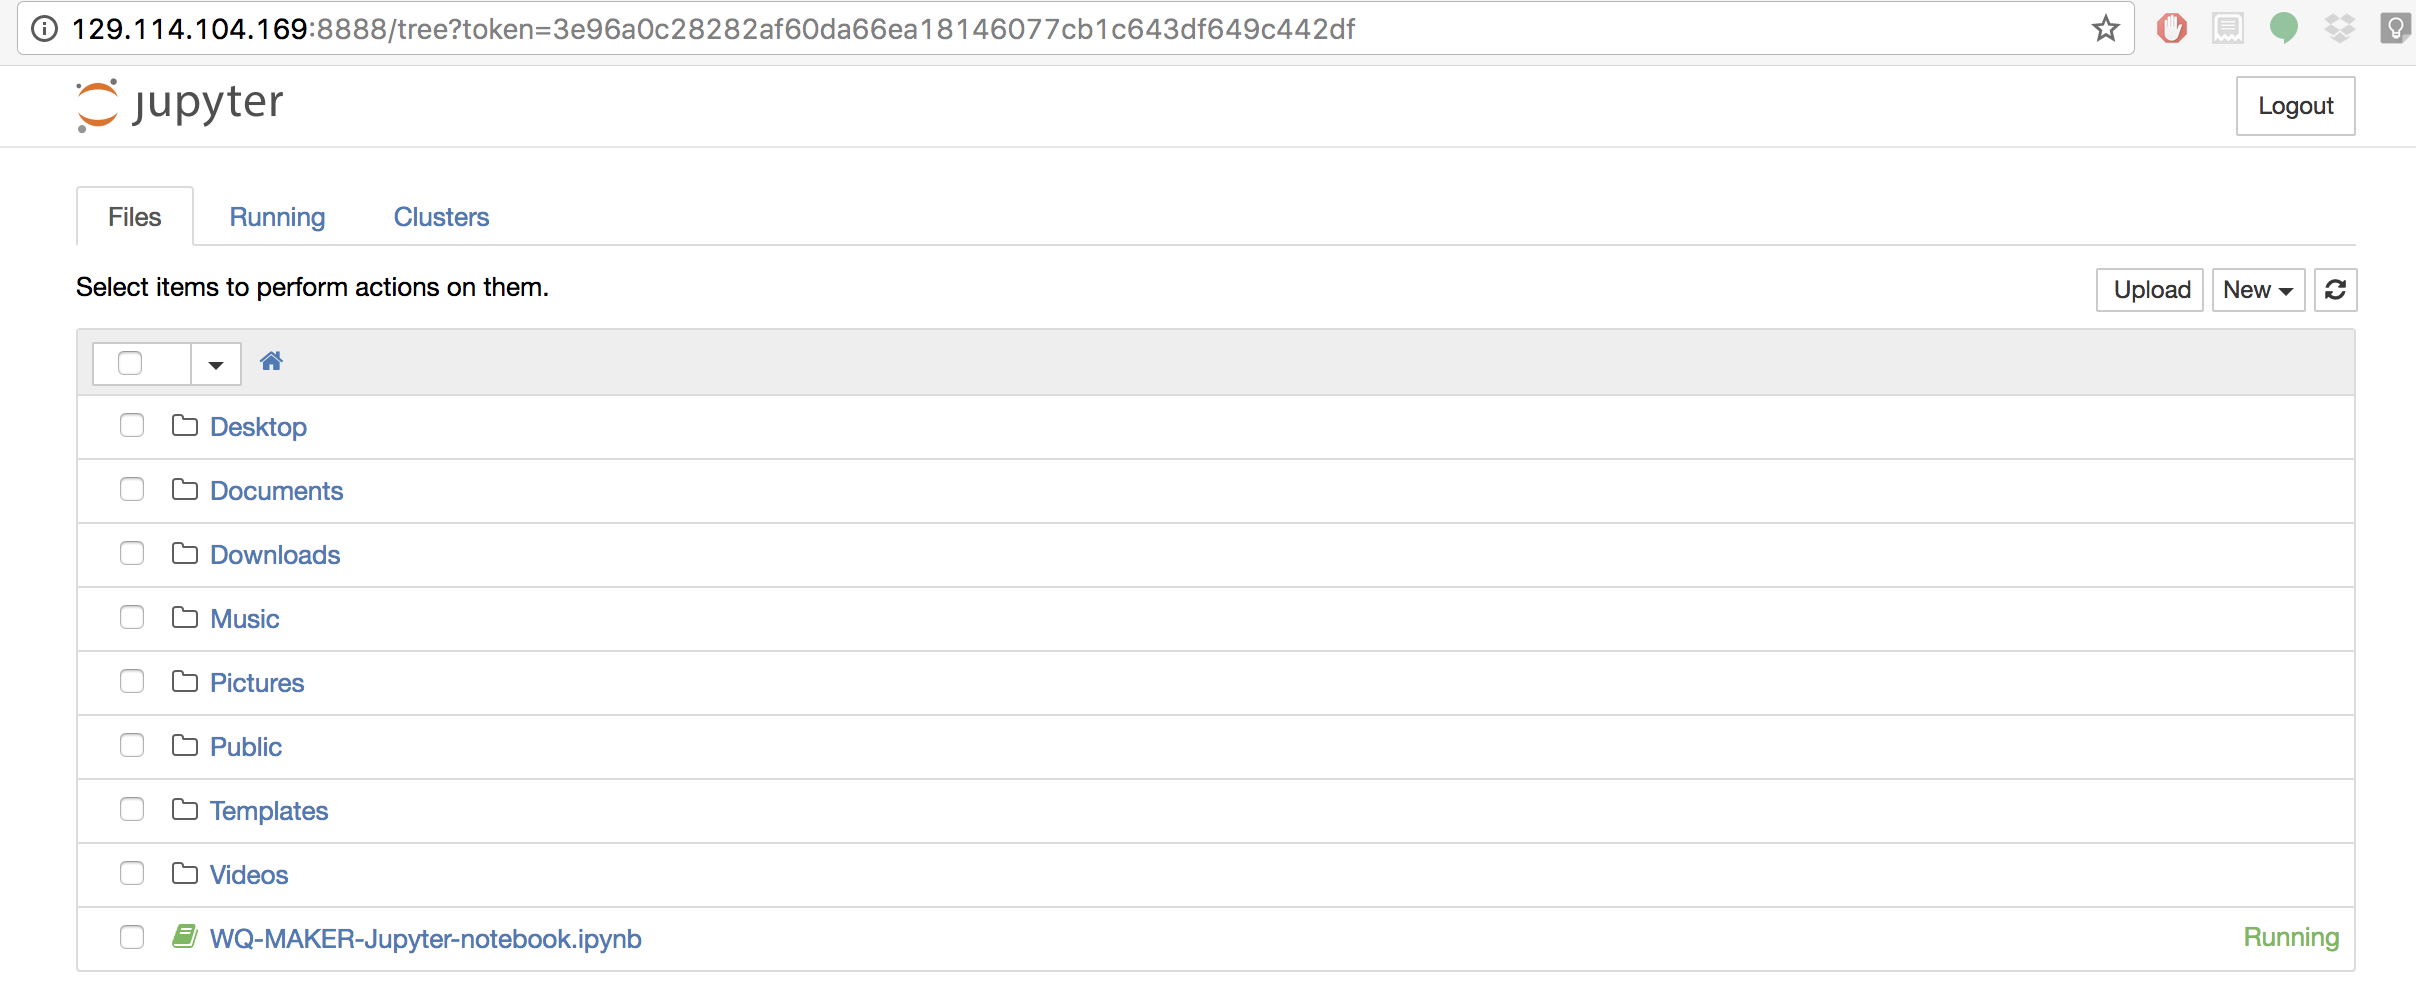 129.114.104.169:8888/tree?token=3e96a0c28282af60da66ea18146077cb1c643df649c442df
jupyter
Logout
Files Running Clusters
Select items to perform actions on them.
Upload New
Desktop
Documents
Downloads
Music
Pictures
Public
Templates
Videos
WQ-MAKER-Jupyter-notebook.ipynb Running